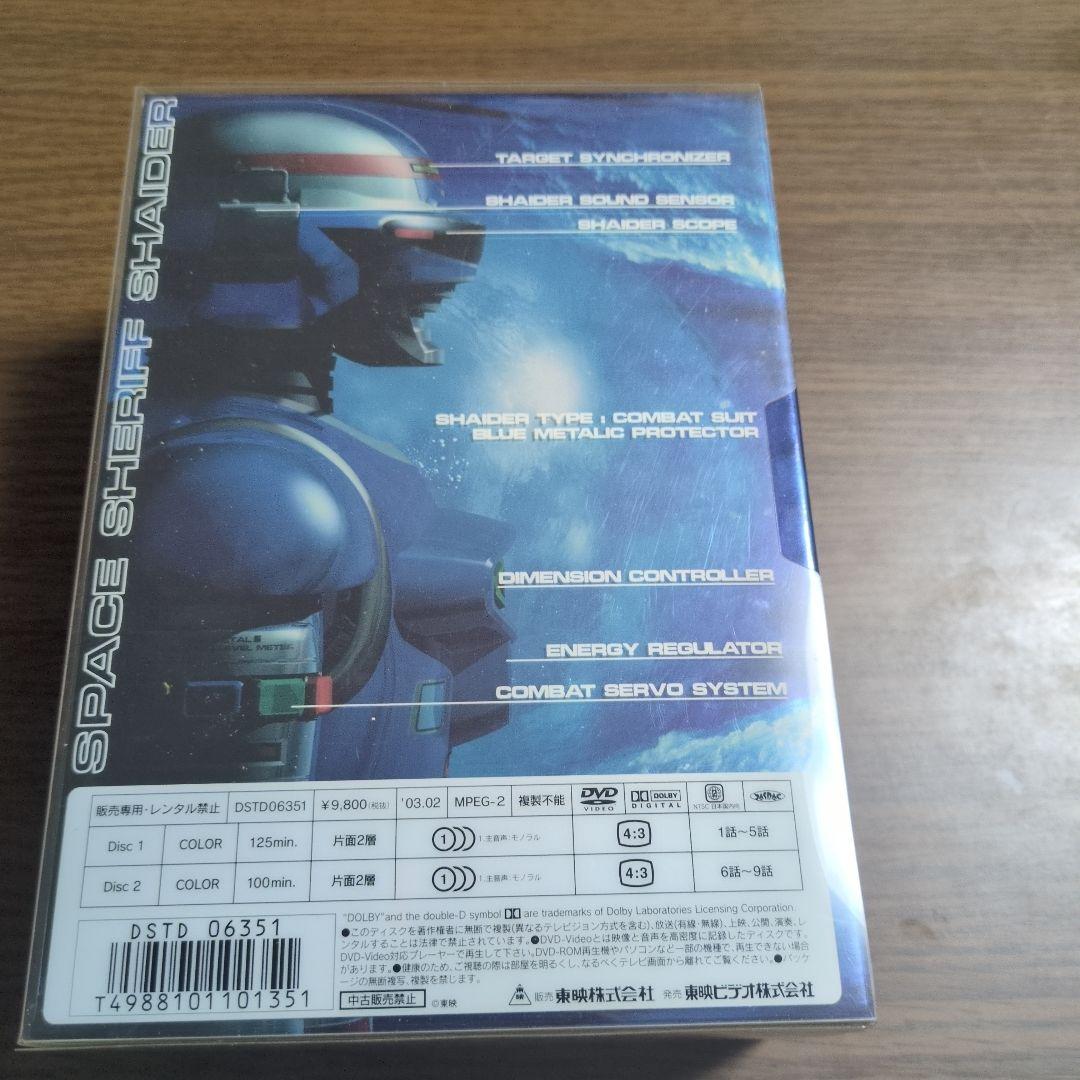 SPACE SHERIFF SHAIDER
TARGET SYNCHRONIZER
SHAIDER SOUND SENSOR
SHAIDER SCOPE
SHAIDER TYPE : COMBAT SUIT
BLUE METALIC PROTECTOR
DIMENSION CONTROLLER
ENERGY REGULATOR
COMBAT SERVO SYSTEM
販売専用・レンタル禁止 DSTD06351 ¥9,800(税抜) '03.02 MPEG-2 複製不能 DVD VIDEO DOLBY DIGITAL 2 NTSC 日本国内向
Disc 1 COLOR 125min. 片面2層 1 1.主音声:モノラル 4:3 1話~5話
Disc 2 COLOR 100min. 片面2層 1 1.主音声:モノラル 4:3 6話~9話
"DOLBY"and the double-D symbol are trademarks of Dolby Laboratories Licensing Corporation.
●このディスクを著作権者に無断で複製(異なるテレビジョン方式を含む)、放送(有線・無線)、上映、公開、演奏、レ
ンタルすることは法律で禁止されています。●DVD-Videoとは映像と音声を高密度に記録したディスクです。
DVD-Video対応プレーヤーで再生して下さい。DVD-ROM再生機やパソコンなど一部の機種で、再生できない場合
があります。●健康のため、ご視聴の際は部屋を明るくし、なるべくテレビ画面から離れてご覧ください。●パッケ
ージの無断複写、複製を禁じます。
DSTD 06351
T4988101101351
中古販売禁止 ©東映 東映 販売 東映株式会社 発売 東映ビデオ株式会社